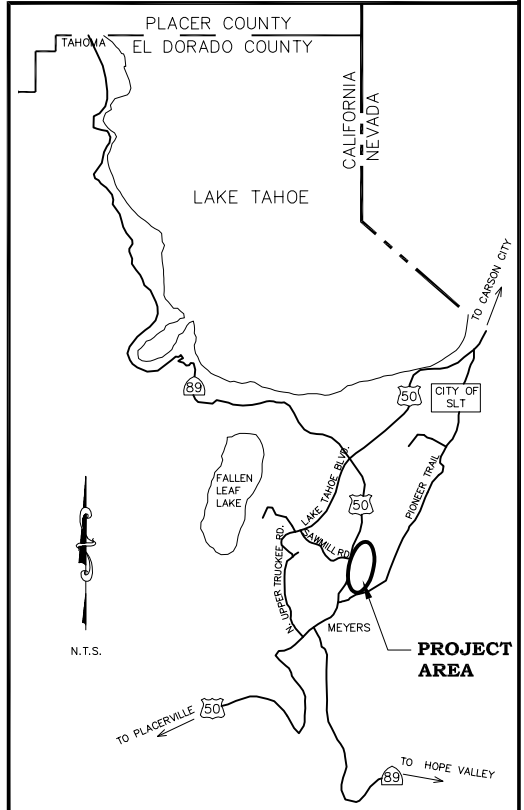 PLACER COUNTY
TAHOMA
EL DORADO COUNTY
CALIFORNIA
NEVADA
LAKE TAHOE
TO CARSON CITY
89
50
CITY OF
SLT
LAKE TAHOE BLVD.
PIONEER TRAIL
FALLEN
LEAF
LAKE
50
SAWMILL RD.
N. UPPER TRUCKEE RD.
MEYERS
PROJECT
AREA
N.T.S.
50
TO PLACERVILLE
TO HOPE VALLEY
89